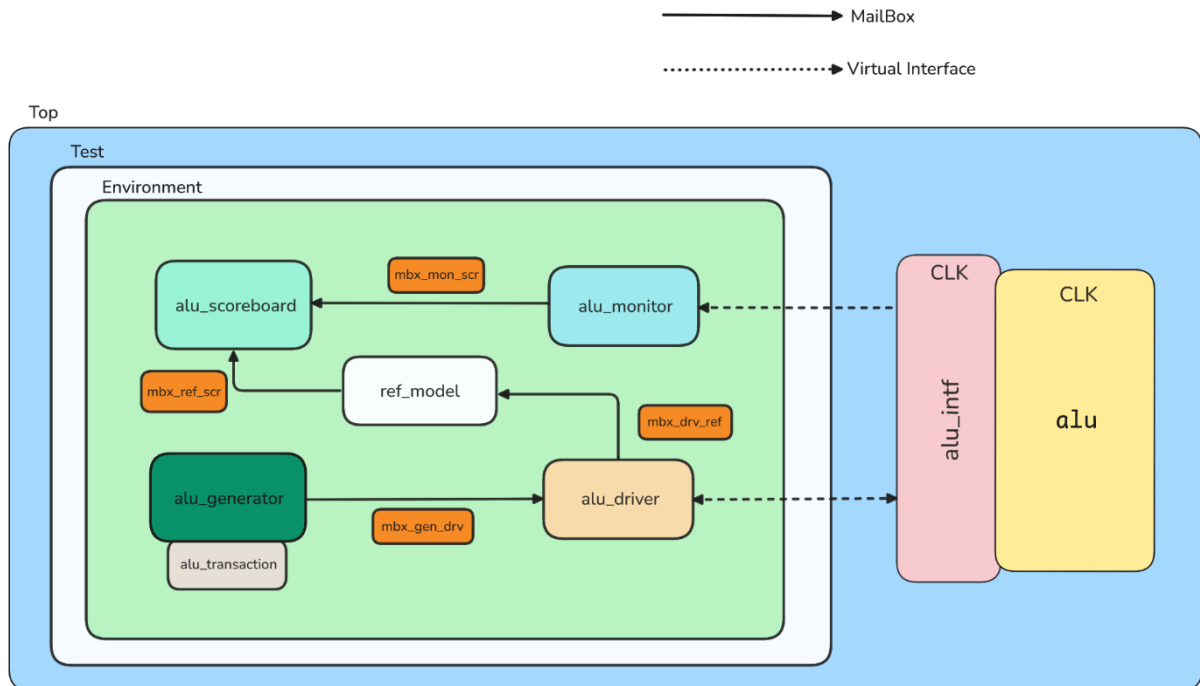 MailBox
Virtual Interface
Top
Test
Environment
mbx_mon_scr
alu_scoreboard
alu_monitor
CLK
CLK
mbx_ref_scr
ref_model
mbx_drv_ref
alu_intf
alu
alu_generator
alu_driver
mbx_gen_drv
alu_transaction